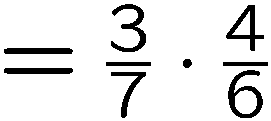 = 3/7 · 4/6